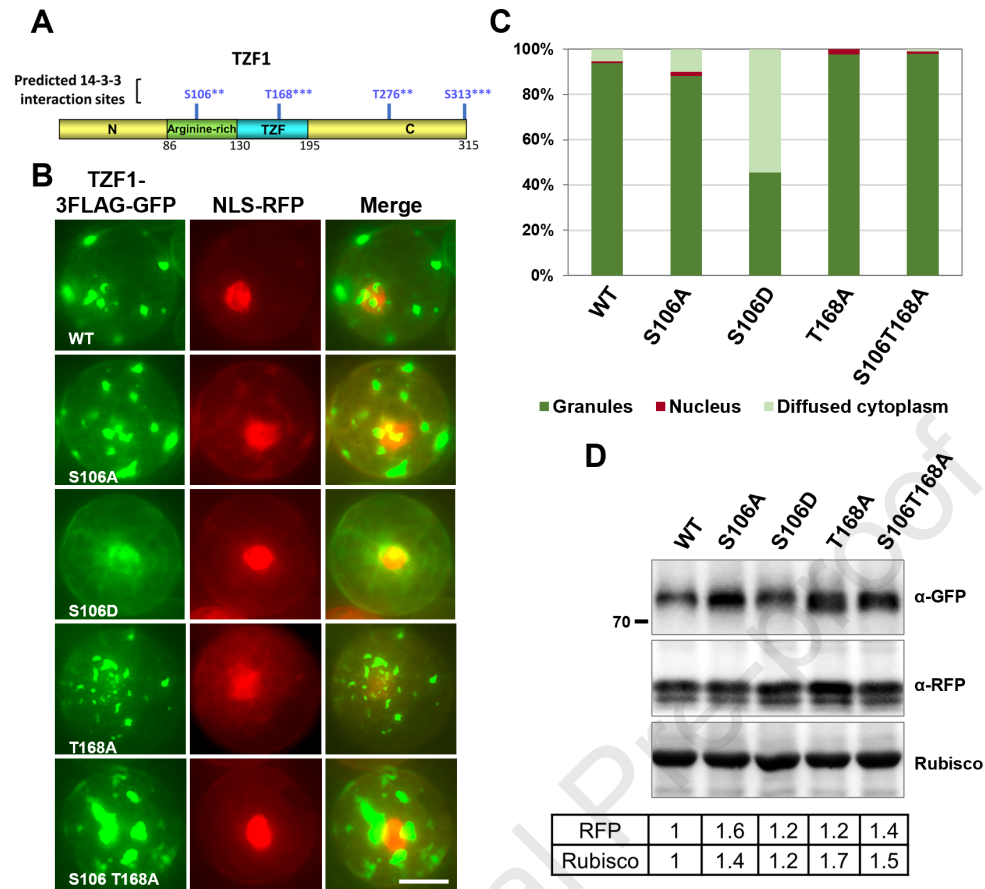 A
TZF1
Predicted 14-3-3
interaction sites
S106** T168*** T276** S313***
N Arginine-rich TZF C
86 130 195 315
B
TZF1-
3FLAG-GFP NLS-RFP Merge
WT
S106A
S106D
T168A
S106 T168A
C
100%
80%
60%
40%
20%
0%
WT S106A S106D T168A S106T168A
Granules Nucleus Diffused cytoplasm
D
WT S106A S106D T168A S106T168A
70
α-GFP
α-RFP
Rubisco
RFP 1 1.6 1.2 1.2 1.4
Rubisco 1 1.4 1.2 1.7 1.5
al Pre-proof